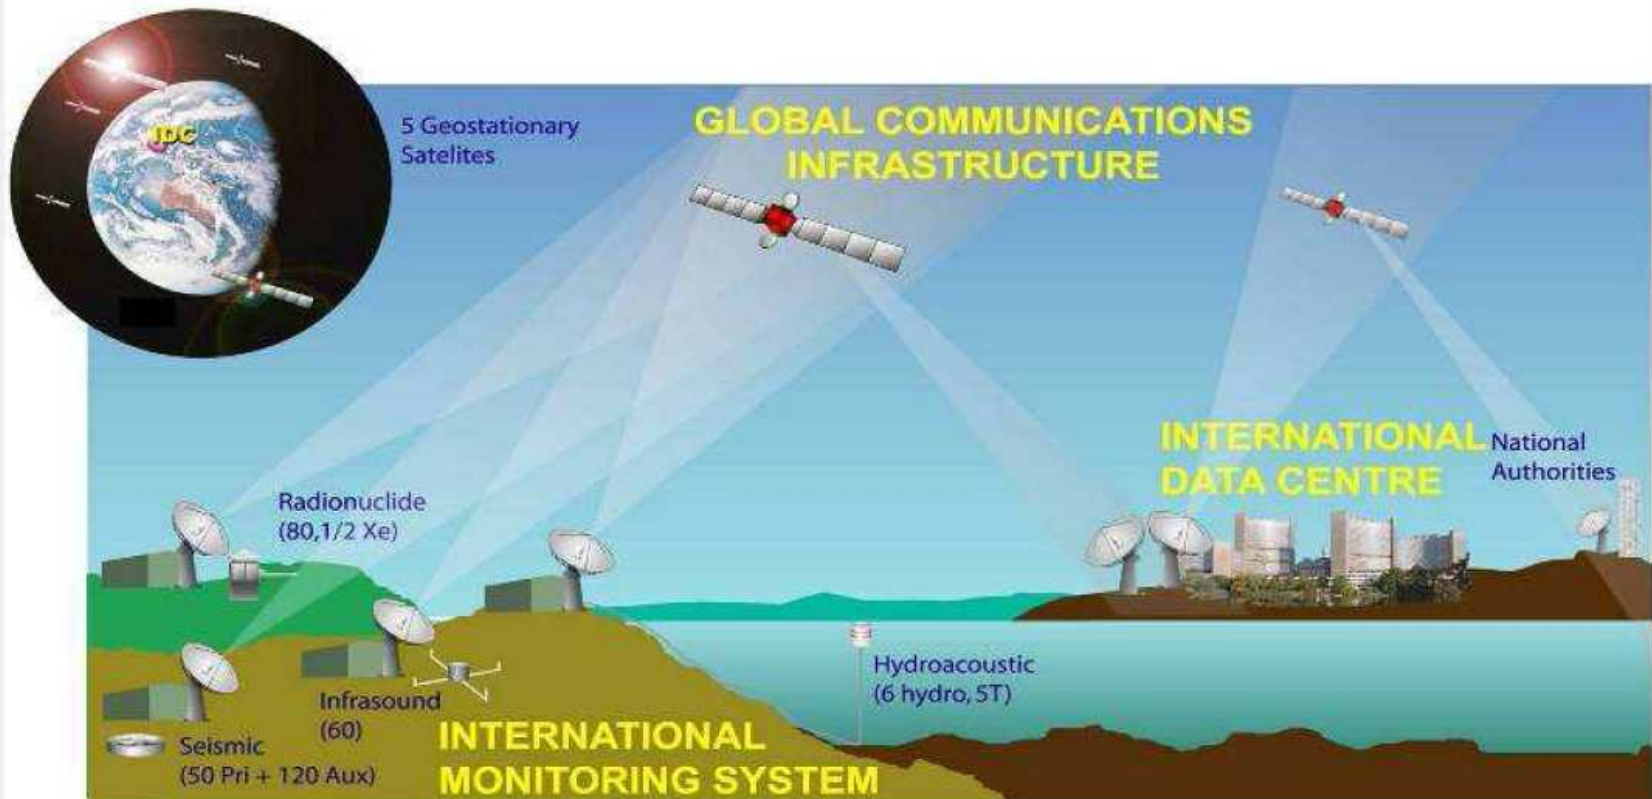 IDC
5 Geostationary
Satelites
GLOBAL COMMUNICATIONS
INFRASTRUCTURE
INTERNATIONAL
DATA CENTRE
National
Authorities
Radionuclide
(80,1/2 Xe)
Hydroacoustic
(6 hydro, 5T)
Infrasound
(60)
Seismic
(50 Pri + 120 Aux)
INTERNATIONAL
MONITORING SYSTEM